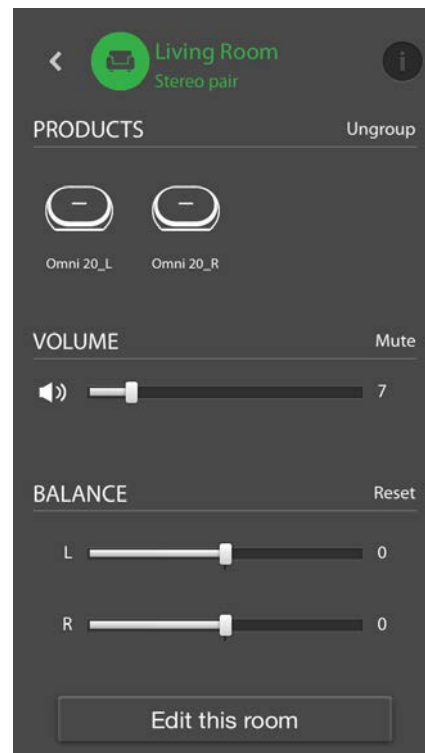 Living Room
Stereo pair
i
PRODUCTS Ungroup
Omni 20_L Omni 20_R
VOLUME Mute
7
BALANCE Reset
L 0
R 0
Edit this room